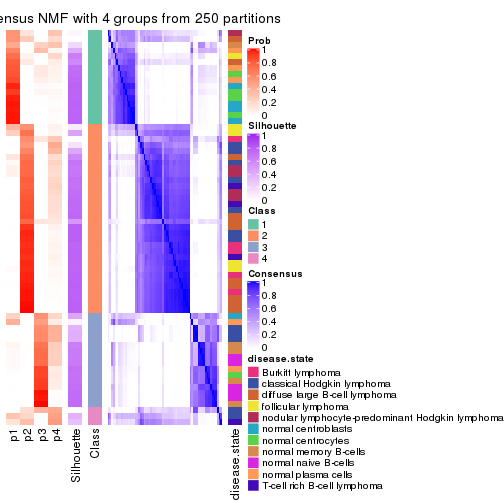 ensus NMF with 4 groups from 250 partitions
Prob
1
0.8
0.6
0.4
0.2
0
Silhouette
1
0.8
0.6
0.4
0.2
0
Class
1
2
3
4
Consensus
1
0.8
0.6
0.4
0.2
0
disease.state
Burkitt lymphoma
classical Hodgkin lymphoma
diffuse large B-cell lymphoma
follicular lymphoma
nodular lymphocyte-predominant Hodgkin lymphoma
normal centroblasts
normal centrocytes
normal memory B-cells
normal naive B-cells
normal plasma cells
T-cell rich B-cell lymphoma
p1
p2
p3
p4
Silhouette
Class
disease.state